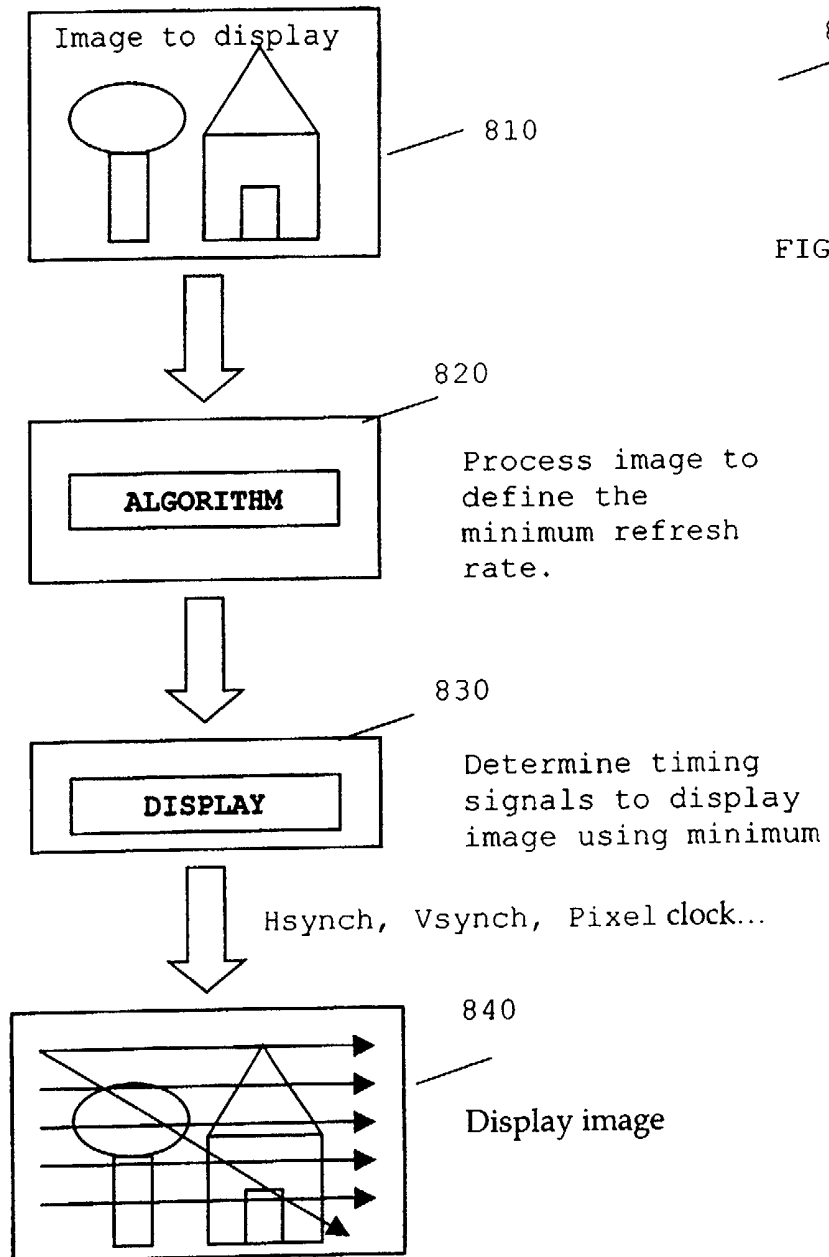 Image to display
8
810
FIG
820
ALGORITHM
Process image to
define the
minimum refresh
rate.
830
DISPLAY
Determine timing
signals to display
image using minimum
Hsynch, Vsynch, Pixel clock...
840
Display image